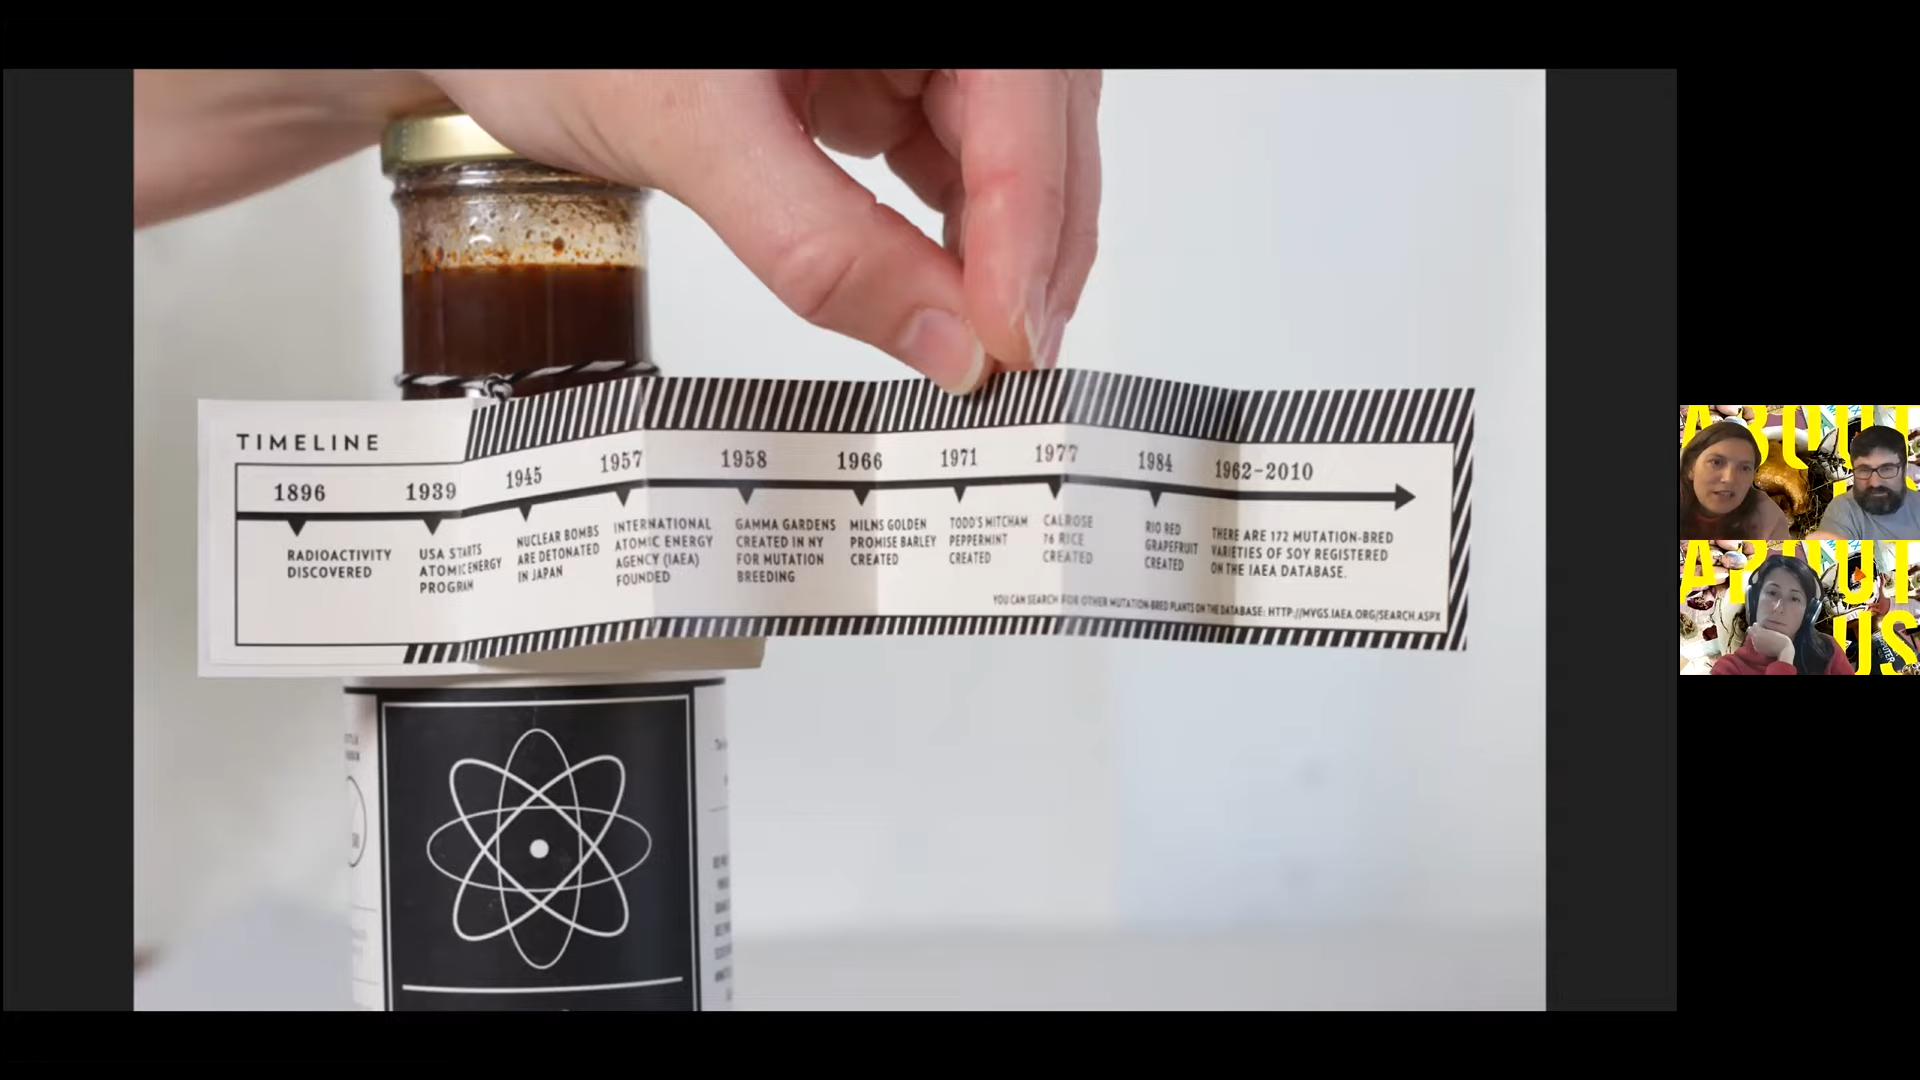 TIMELINE
1896
RADIOACTIVITY
DISCOVERED
1939
USA STARTS
ATOMIC ENERGY
PROGRAM
1945
NUCLEAR BOMBS
ARE DETONATED
IN JAPAN
1957
INTERNATIONAL
ATOMIC ENERGY
AGENCY (IAEA)
FOUNDED
1958
GAMMA GARDENS
CREATED IN NY
FOR MUTATION
BREEDING
1966
MILNS GOLDEN
PROMISE BARLEY
CREATED
1971
TODD'S MITCHAM
PEPPERMINT
CREATED
1977
CALROSE
76 RICE
CREATED
1984
RIO RED
GRAPEFRUIT
CREATED
1962-2010
THERE ARE 172 MUTATION-BRED
VARIETIES OF SOY REGISTERED
ON THE IAEA DATABASE.
YOU CAN SEARCH FOR OTHER MUTATION-BRED PLANTS ON THE DATABASE: HTTP://MVGS.IAEA.ORG/SEARCH.ASPX
ABOUT
US